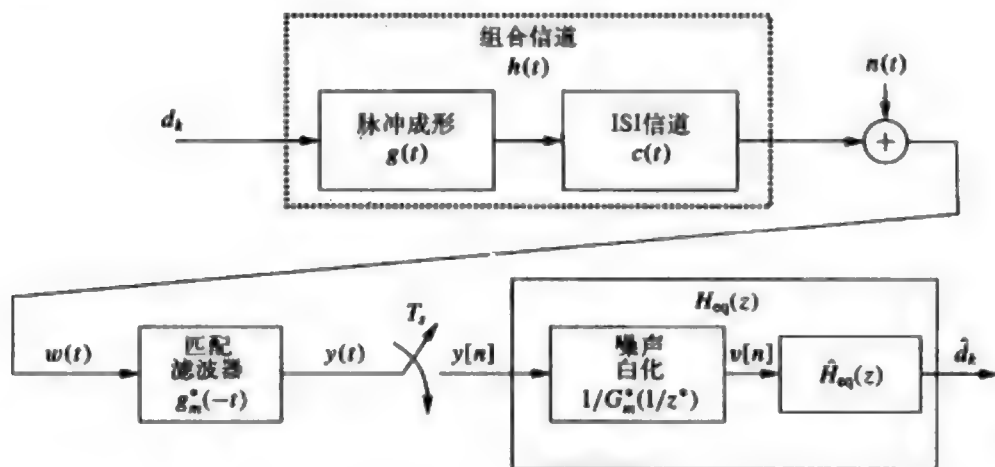 组合信道
h(t)
n(t)
d_k
脉冲成形
g(t)
ISI信道
c(t)
+
H_eq(z)
w(t)
匹配
滤波器
g_m^*(-t)
y(t)
T_s
y[n]
噪声
白化
1/G_m^*(1/z^*)
v[n]
Ĥ_eq(z)
d̂_k